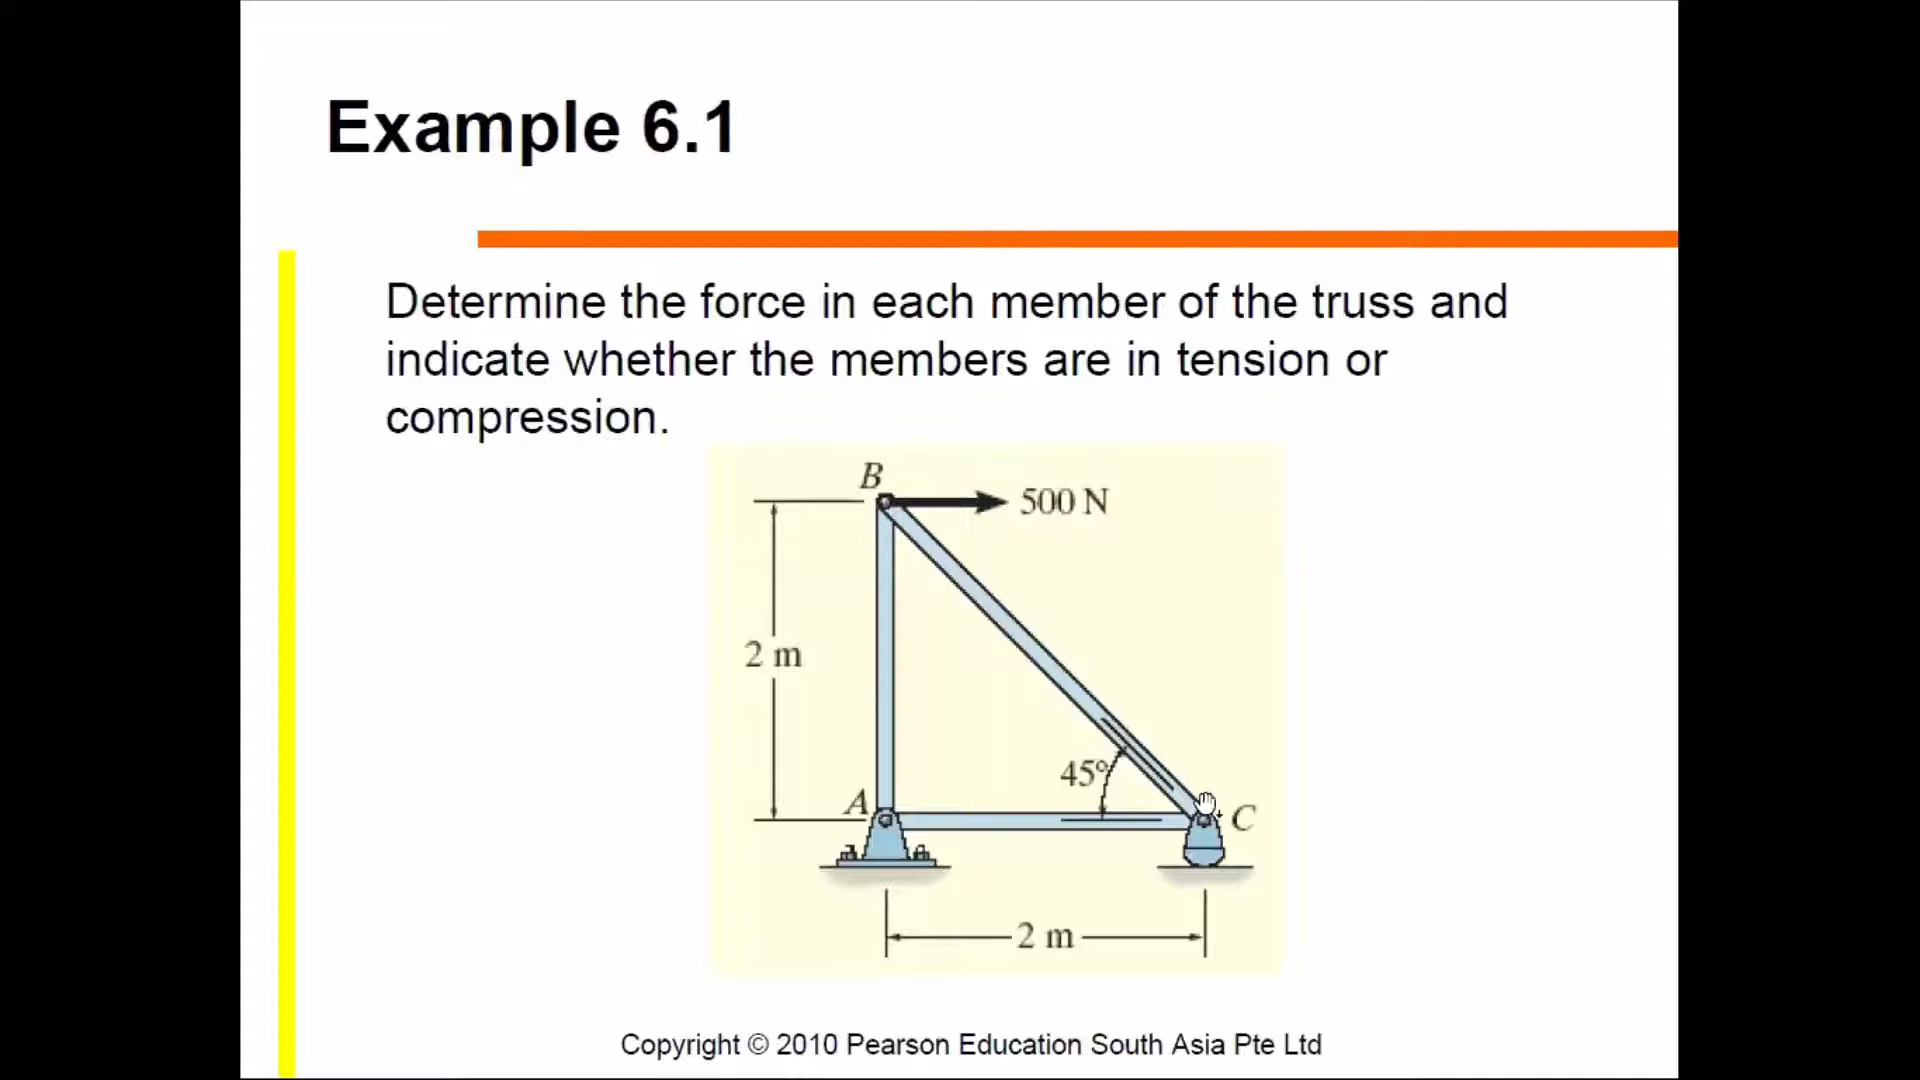 Example 6.1
Determine the force in each member of the truss and
indicate whether the members are in tension or
compression.
B
500 N
2 m
45°
A
C
2 m
Copyright © 2010 Pearson Education South Asia Pte Ltd